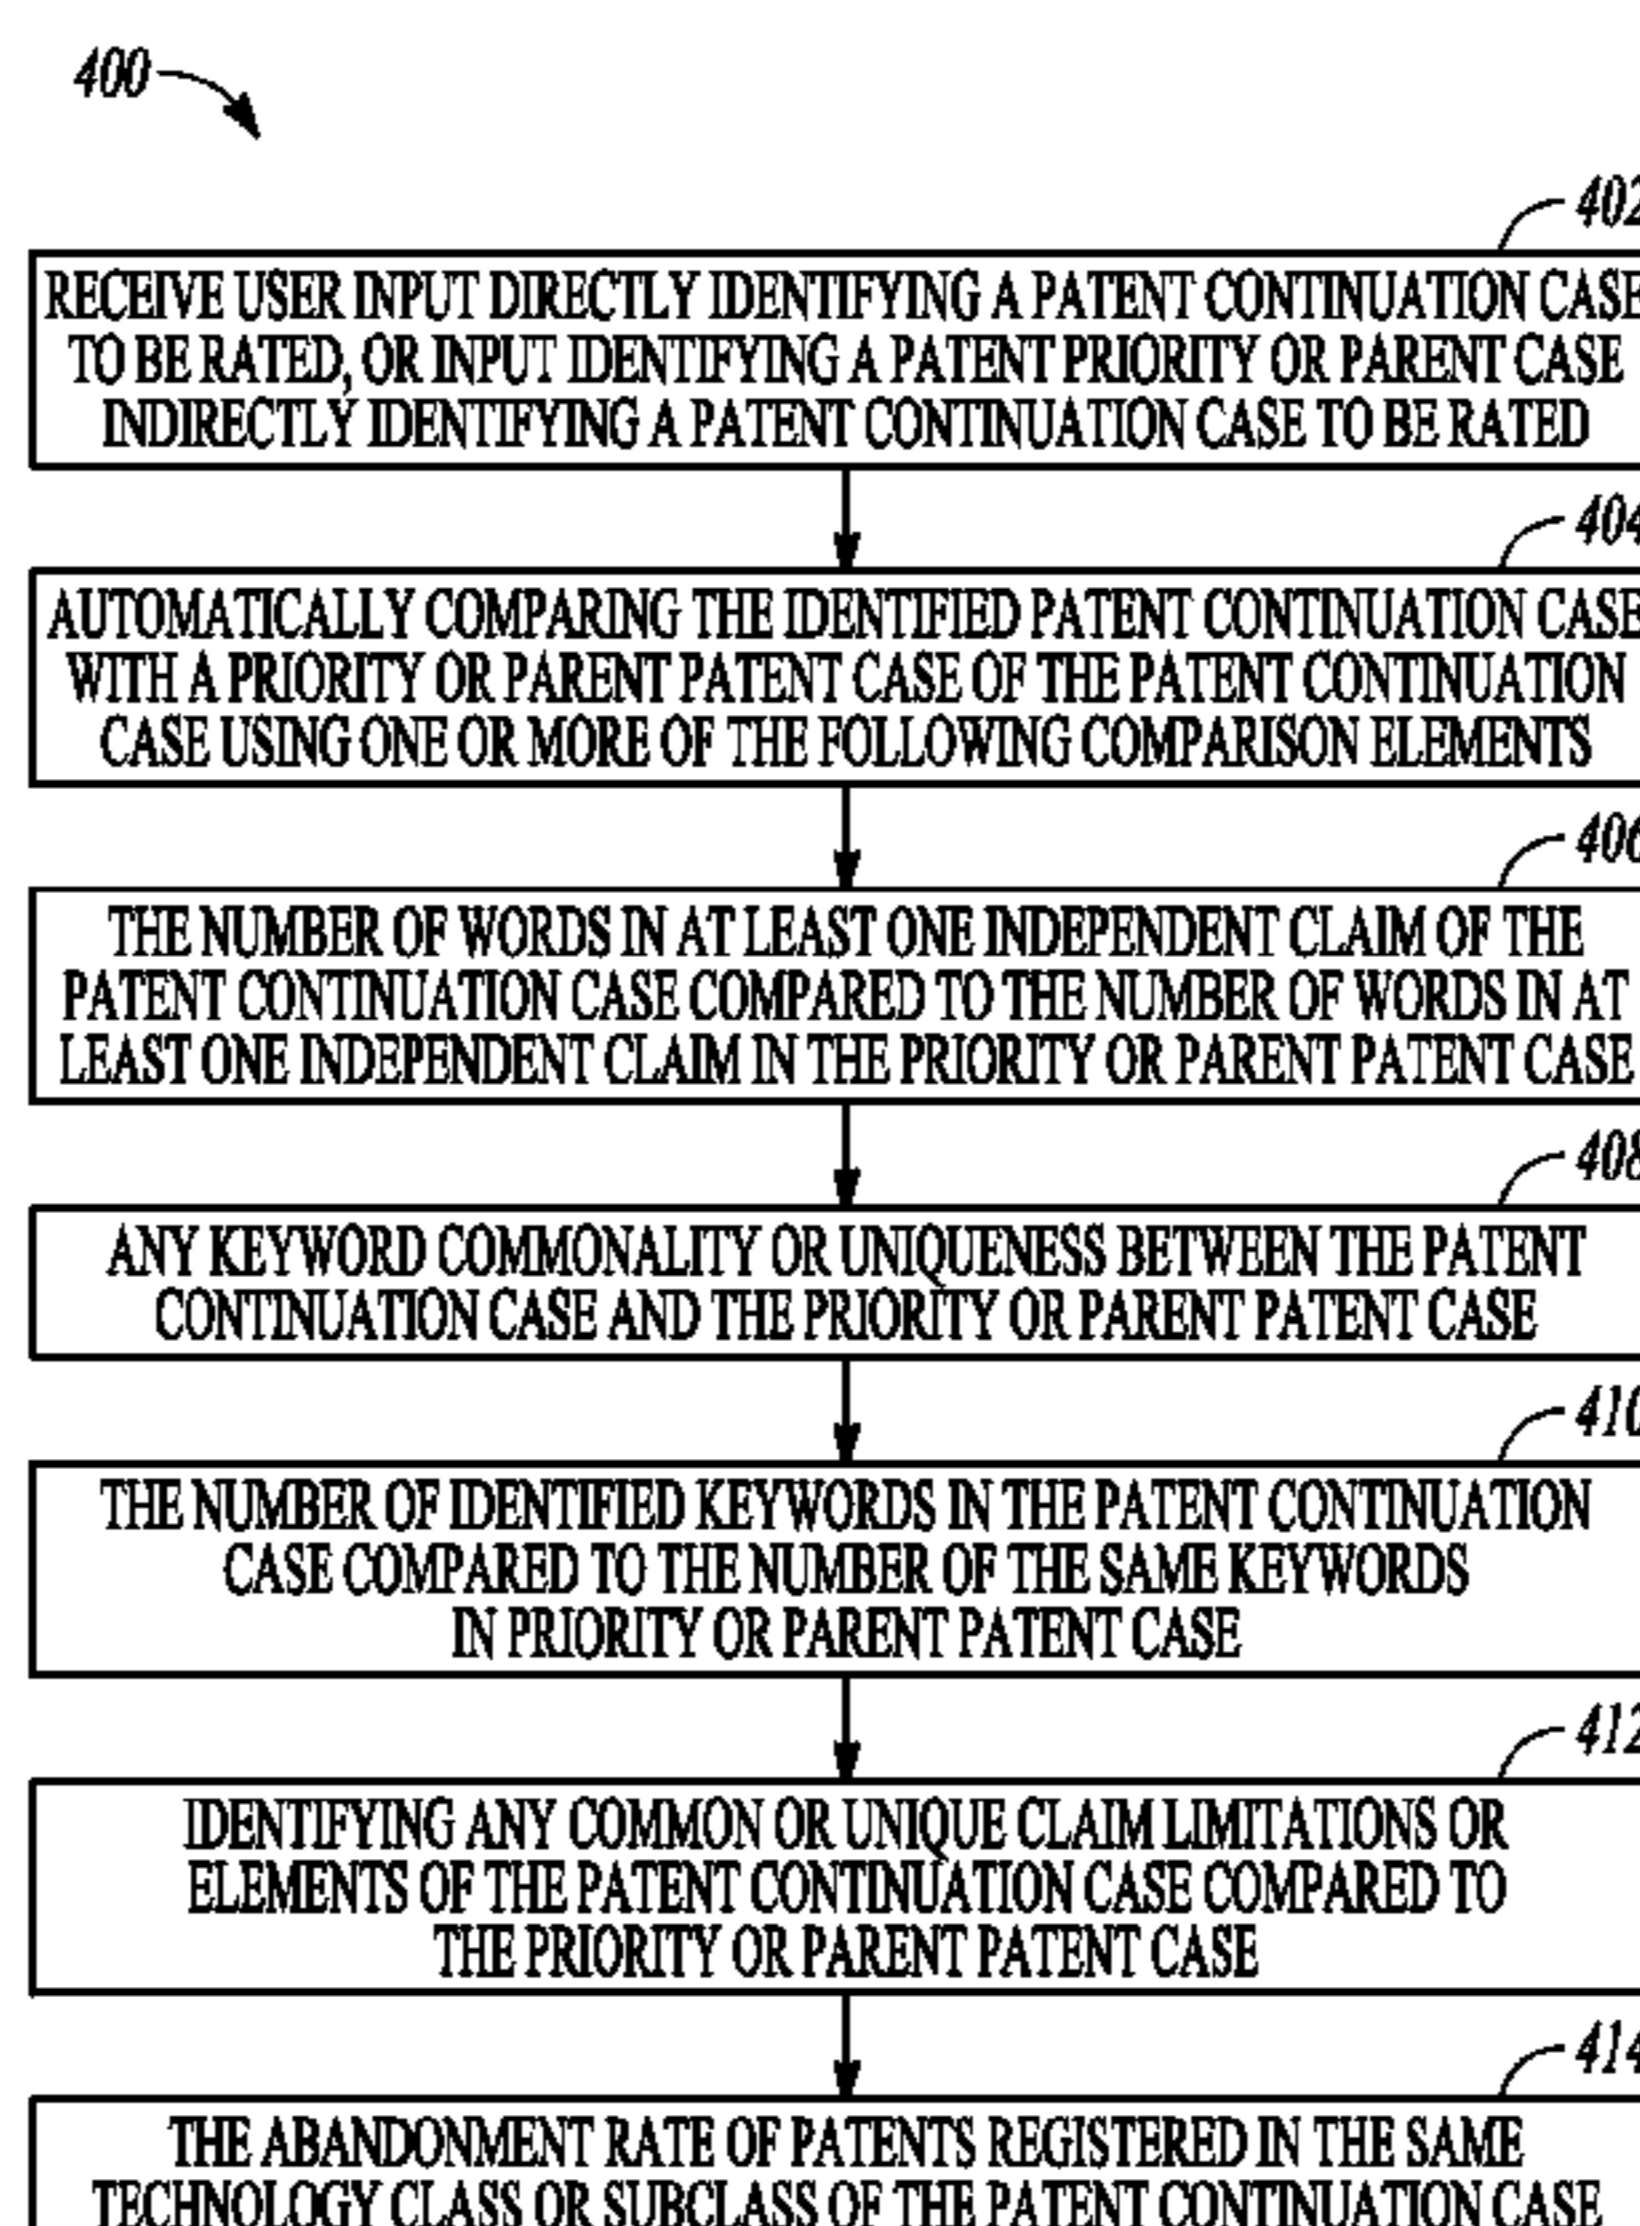 400
402
RECEIVE USER INPUT DIRECTLY IDENTIFYING A PATENT CONTINUATION CASE
TO BE RATED, OR INPUT IDENTIFYING A PATENT PRIORITY OR PARENT CASE
INDIRECTLY IDENTIFYING A PATENT CONTINUATION CASE TO BE RATED
404
AUTOMATICALLY COMPARING THE IDENTIFIED PATENT CONTINUATION CASE
WITH A PRIORITY OR PARENT PATENT CASE OF THE PATENT CONTINUATION
CASE USING ONE OR MORE OF THE FOLLOWING COMPARISON ELEMENTS
406
THE NUMBER OF WORDS IN AT LEAST ONE INDEPENDENT CLAIM OF THE
PATENT CONTINUATION CASE COMPARED TO THE NUMBER OF WORDS IN AT
LEAST ONE INDEPENDENT CLAIM IN THE PRIORITY OR PARENT PATENT CASE
408
ANY KEYWORD COMMONALITY OR UNIQUENESS BETWEEN THE PATENT
CONTINUATION CASE AND THE PRIORITY OR PARENT PATENT CASE
410
THE NUMBER OF IDENTIFIED KEYWORDS IN THE PATENT CONTINUATION
CASE COMPARED TO THE NUMBER OF THE SAME KEYWORDS
IN PRIORITY OR PARENT PATENT CASE
412
IDENTIFYING ANY COMMON OR UNIQUE CLAIM LIMITATIONS OR
ELEMENTS OF THE PATENT CONTINUATION CASE COMPARED TO
THE PRIORITY OR PARENT PATENT CASE
414
THE ABANDONMENT RATE OF PATENTS REGISTERED IN THE SAME
TECHNOLOGY CLASS OR SUBCLASS OF THE PATENT CONTINUATION CASE